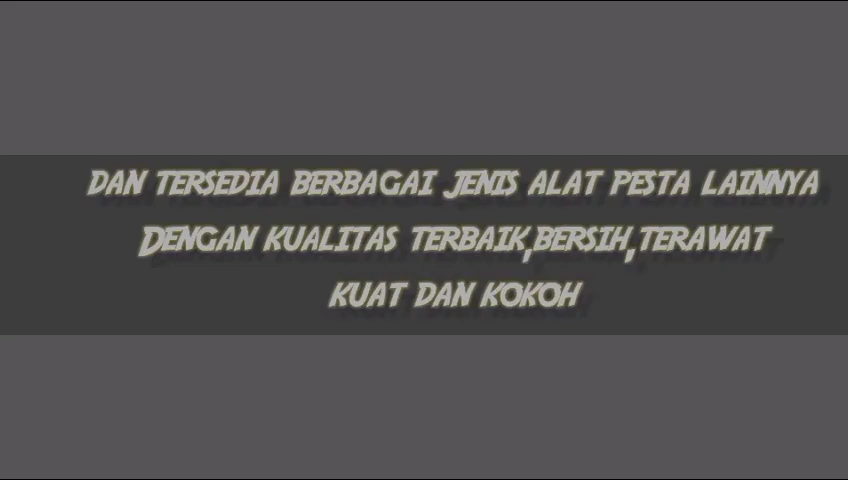 DAN TERSEDIA BERBAGAI JENIS ALAT PESTA LAINNYA
DENGAN KUALITAS TERBAIK,BERSIH,TERAWAT
KUAT DAN KOKOH